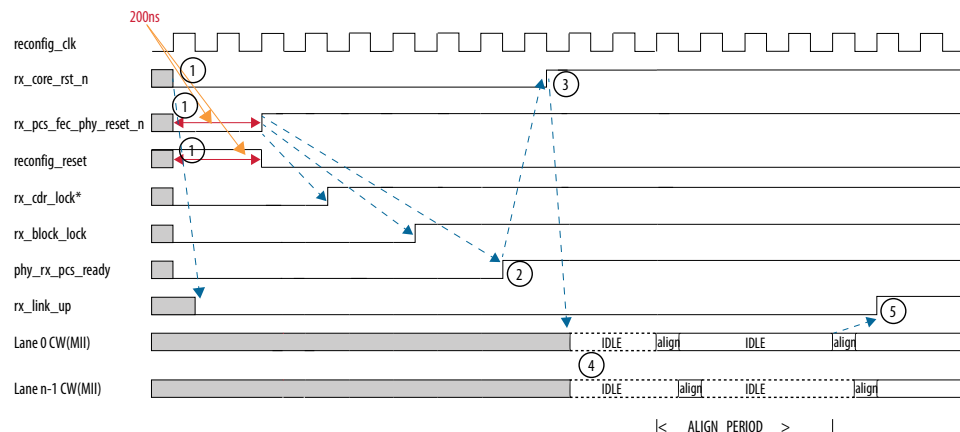 200ns
reconfig_clk
rx_core_rst_n 1 3
rx_pcs_fec_phy_reset_n 1
reconfig_reset 1
rx_cdr_lock*
rx_block_lock
phy_rx_pcs_ready 2
rx_link_up 5
Lane 0 CW(MII) IDLE align IDLE align
4
Lane n-1 CW(MII) IDLE align IDLE align
|< ALIGN PERIOD > |